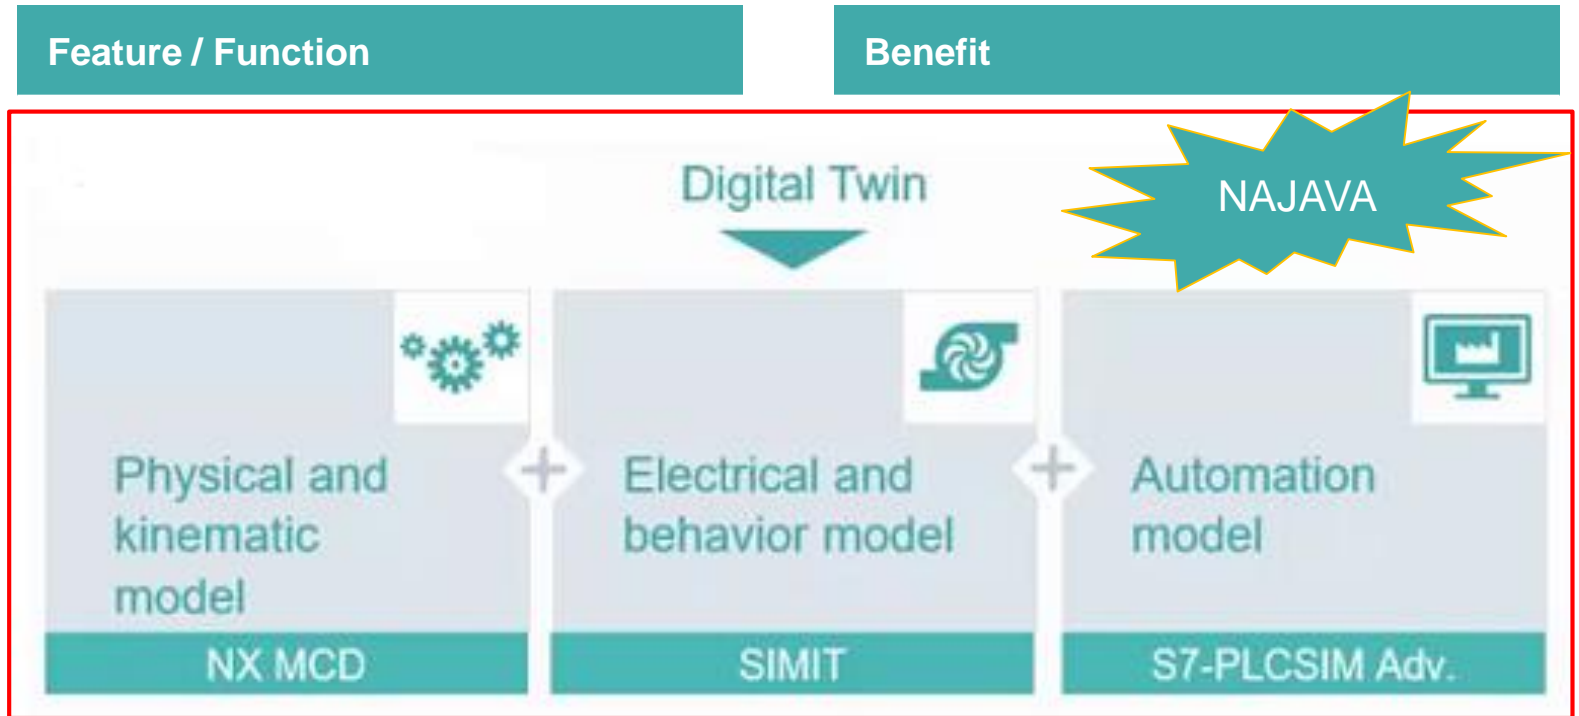 Feature / Function
Benefit
NAJAVA
Digital Twin
Physical and
kinematic
model
Electrical and
behavior model
Automation
model
NX MCD
SIMIT
S7-PLCSIM Adv.